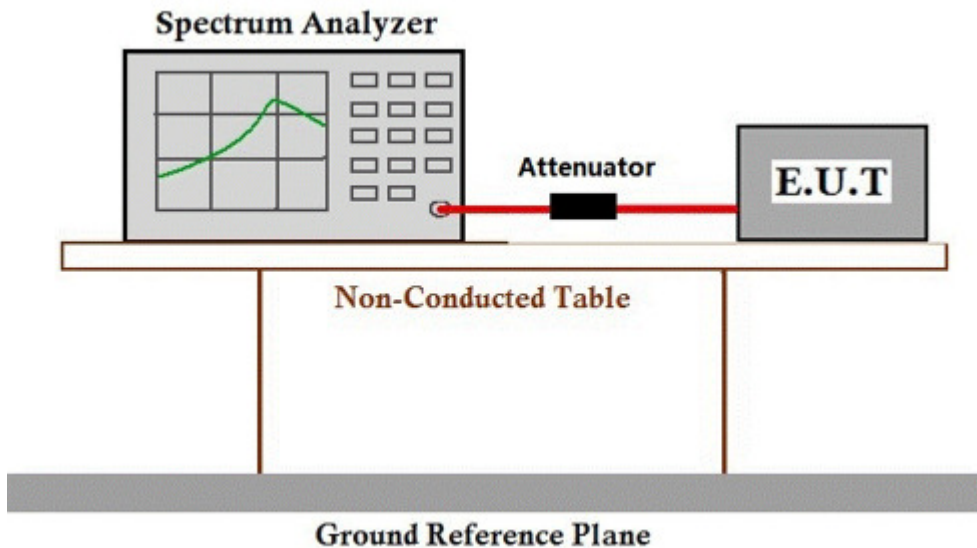 Spectrum Analyzer
Attenuator
E.U.T
Non-Conducted Table
Ground Reference Plane